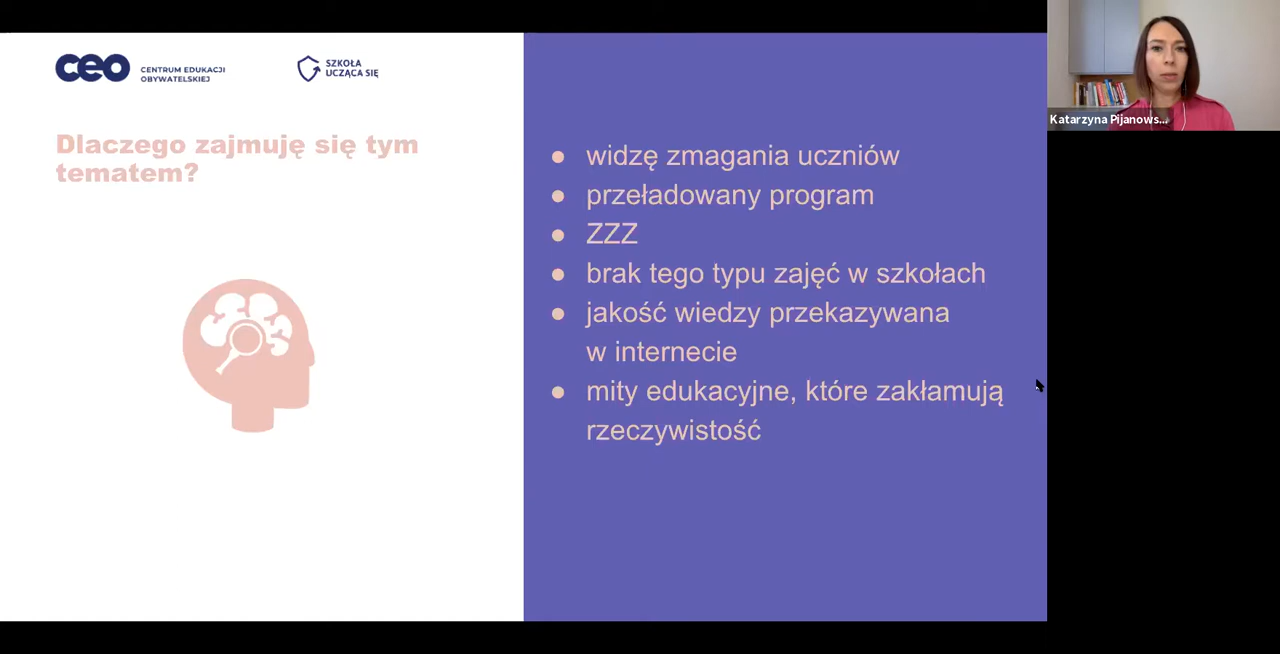 ceo
CENTRUM EDUKACJI
OBYWATELSKIEJ
SZKOŁA
UCZĄCA SIĘ
Dlaczego zajmuję się tym
tematem?
● widzę zmagania uczniów
● przeładowany program
● ZZZ
● brak tego typu zajęć w szkołach
● jakość wiedzy przekazywana
w internecie
● mity edukacyjne, które zakłamują
rzeczywistość
Katarzyna Pijanows...